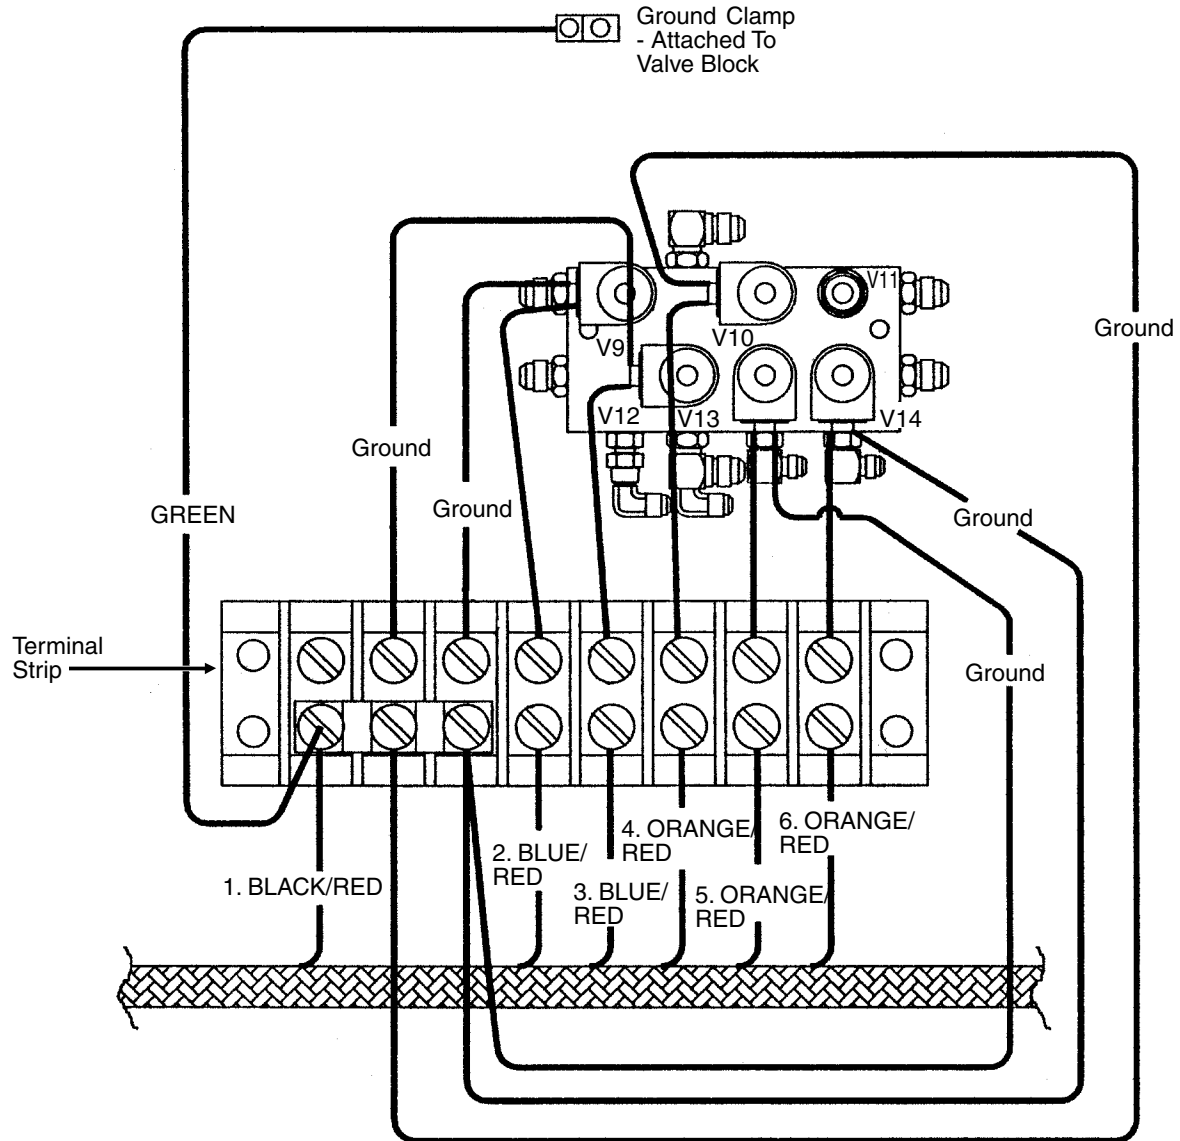 Ground Clamp
- Attached To
Valve Block
V11
Ground
V9
V10
V12
V13
V14
Ground
Ground
GREEN
Ground
Terminal
Strip
Ground
1. BLACK/RED
2. BLUE/
RED
3. BLUE/
RED
4. ORANGE/
RED
5. ORANGE/
RED
6. ORANGE/
RED